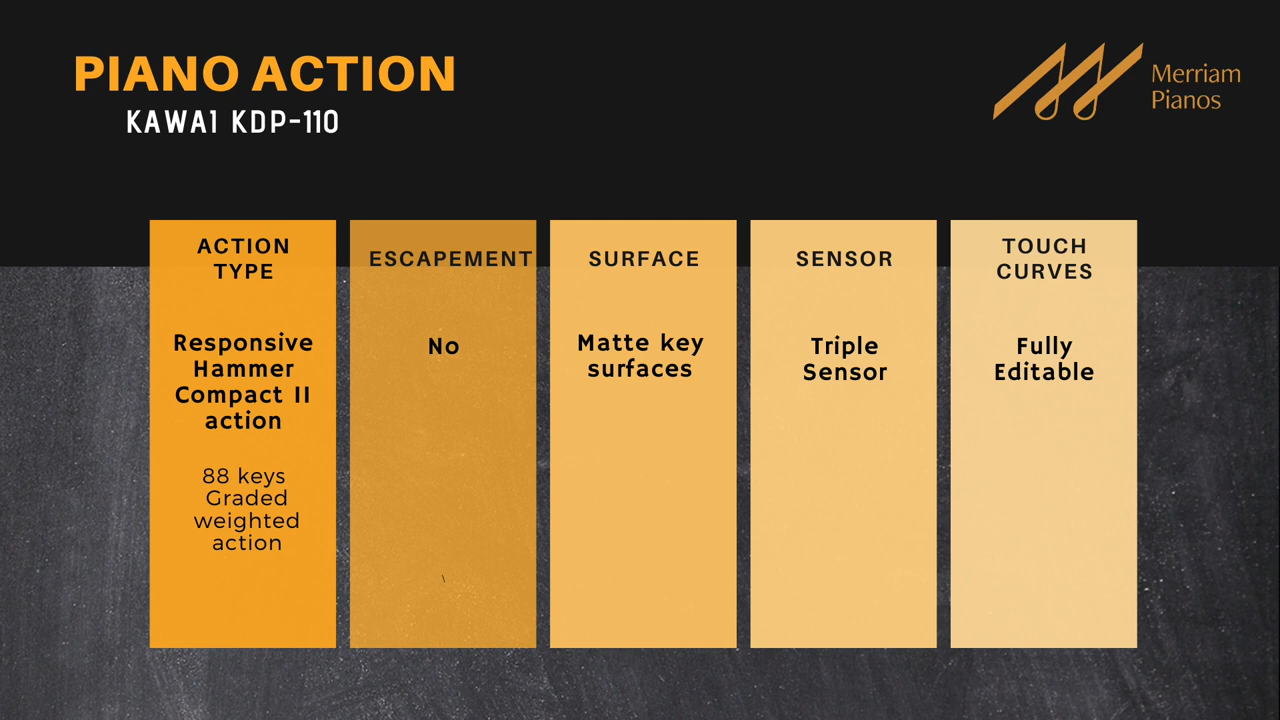 PIANO ACTION
KAWAI KDP-110
Merriam
Pianos
ACTION
TYPE
Responsive
Hammer
Compact II
action
88 keys
Graded
weighted
action
ESCAPEMENT
No
\
SURFACE
Matte key
surfaces
SENSOR
Triple
Sensor
TOUCH
CURVES
Fully
Editable